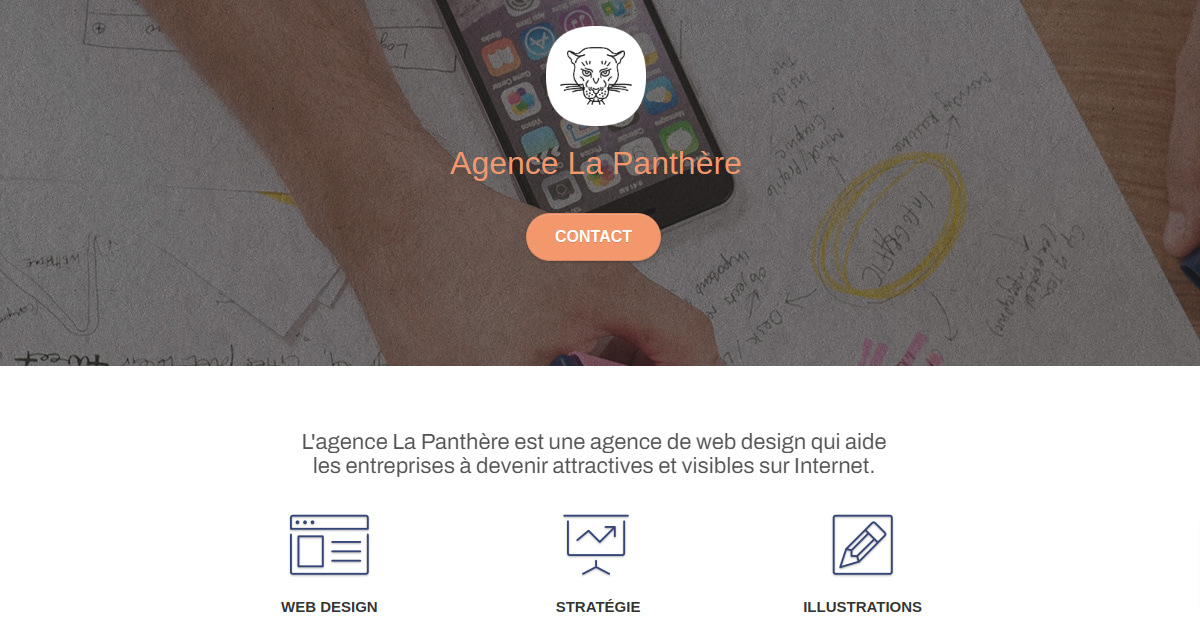 Agence La Panthère
CONTACT
L'agence La Panthère est une agence de web design qui aide
les entreprises à devenir attractives et visibles sur Internet.
WEB DESIGN
STRATÉGIE
ILLUSTRATIONS